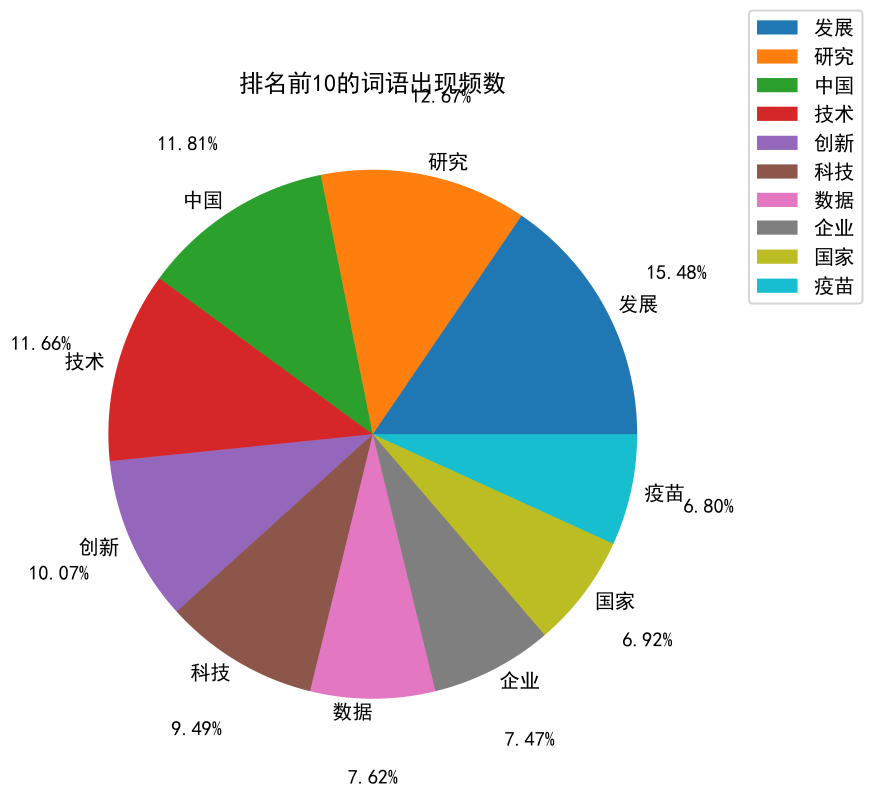 排名前10的词语出现频数
12.67%
研究
11.81%
中国
15.48%
发展
11.66%
技术
疫苗
6.80%
创新
10.07%
国家
6.92%
科技
9.49%
企业
7.47%
数据
7.62%
发展
研究
中国
技术
创新
科技
数据
企业
国家
疫苗